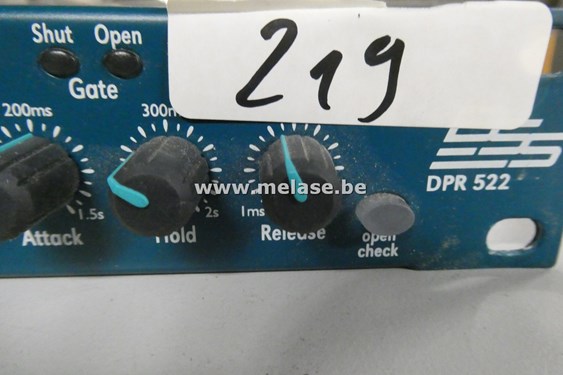 Shut Open
219
Gate
200ms
300m
BSS
DPR 522
www.melase.be
1.5s
2s
1ms
Attack
Hold
Release
open
check